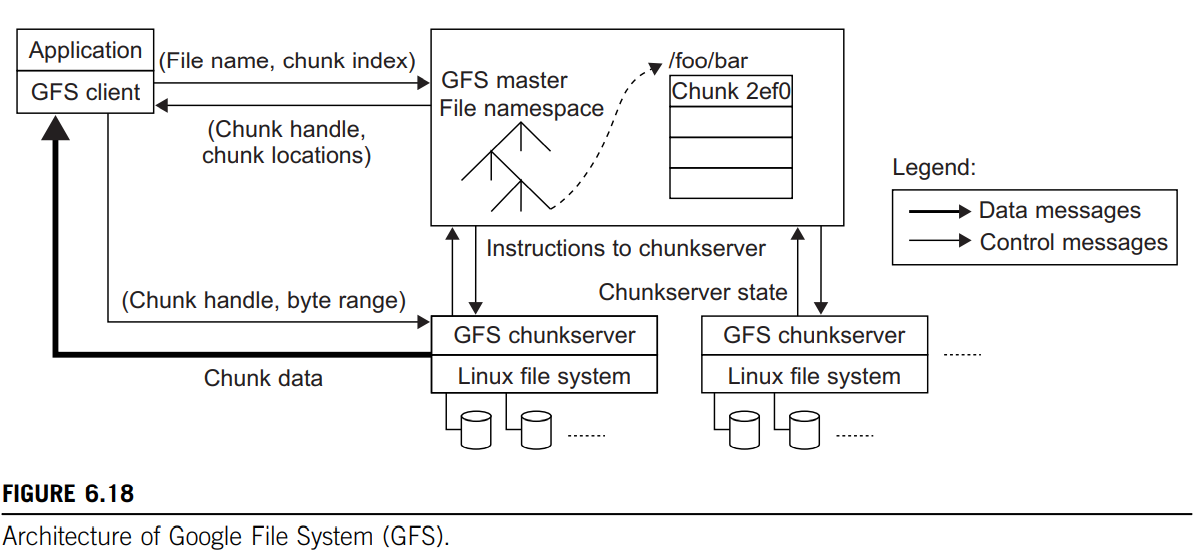 Application
GFS client
(File name, chunk index)
(Chunk handle,
chunk locations)
GFS master
File namespace
/foo/bar
Chunk 2ef0
Legend:
Data messages
Control messages
Instructions to chunkserver
Chunkserver state
(Chunk handle, byte range)
GFS chunkserver
Linux file system
GFS chunkserver
Linux file system
Chunk data
FIGURE 6.18
Architecture of Google File System (GFS).